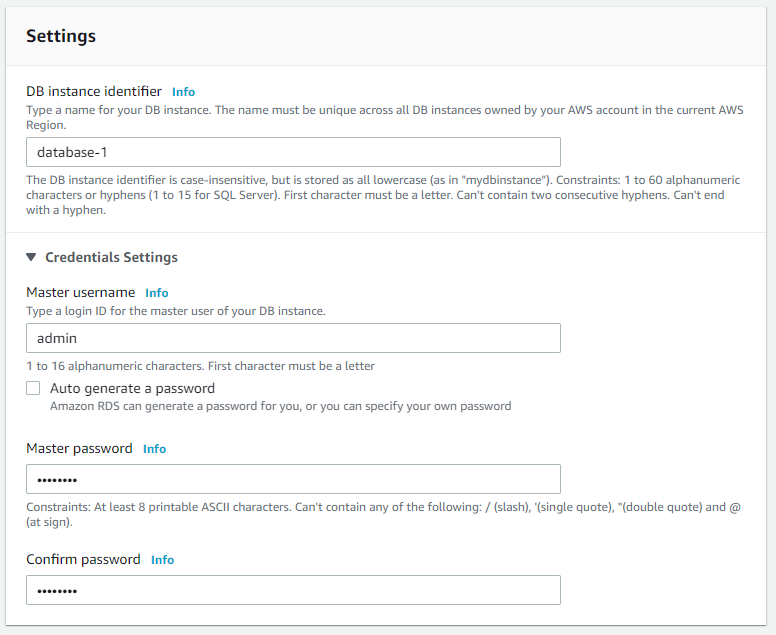 Settings
DB instance identifier Info
Type a name for your DB instance. The name must be unique across all DB instances owned by your AWS account in the current AWS
Region.
database-1
The DB instance identifier is case-insensitive, but is stored as all lowercase (as in "mydbinstance"). Constraints: 1 to 60 alphanumeric
characters or hyphens (1 to 15 for SQL Server). First character must be a letter. Can't contain two consecutive hyphens. Can't end
with a hyphen.
Credentials Settings
Master username Info
Type a login ID for the master user of your DB instance.
admin
1 to 16 alphanumeric characters. First character must be a letter
Auto generate a password
Amazon RDS can generate a password for you, or you can specify your own password
Master password Info
••••••••
Constraints: At least 8 printable ASCII characters. Can't contain any of the following: / (slash), '(single quote), "(double quote) and @
(at sign).
Confirm password Info
••••••••